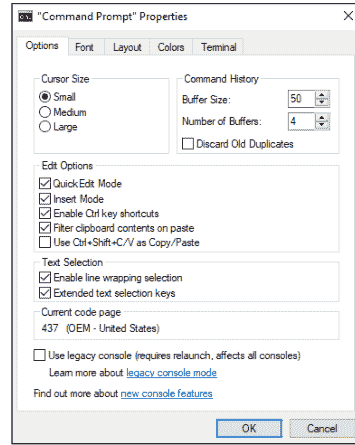 "Command Prompt" Properties
Options Font Layout Colors Terminal
Cursor Size
Small
Medium
Large
Command History
Buffer Size: 50
Number of Buffers: 4
Discard Old Duplicates
Edit Options
QuickEdit Mode
Insert Mode
Enable Ctrl key shortcuts
Filter clipboard contents on paste
Use Ctrl+Shift+C/V as Copy/Paste
Text Selection
Enable line wrapping selection
Extended text selection keys
Current code page
437 (OEM - United States)
Use legacy console (requires relaunch, affects all consoles)
Learn more about legacy console mode
Find out more about new console features
OK Cancel